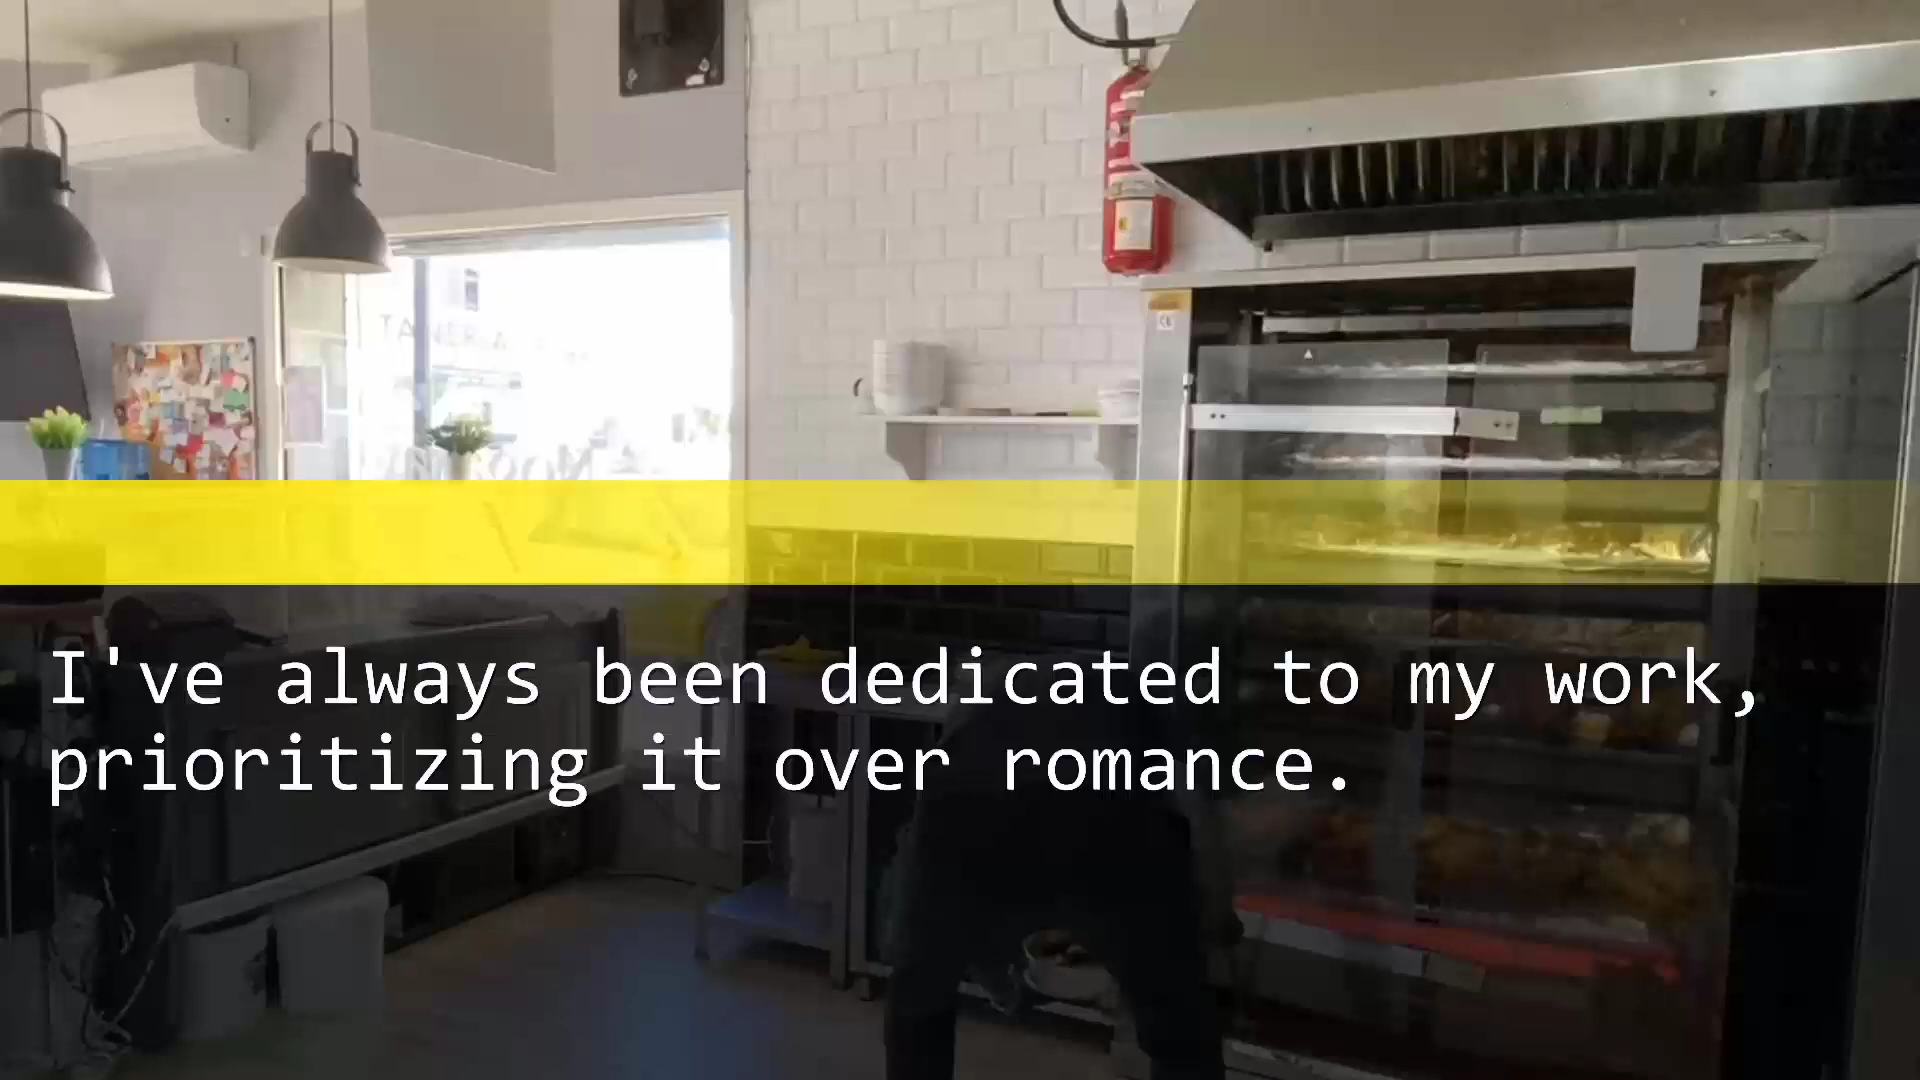 I've always been dedicated to my work,
prioritizing it over romance.